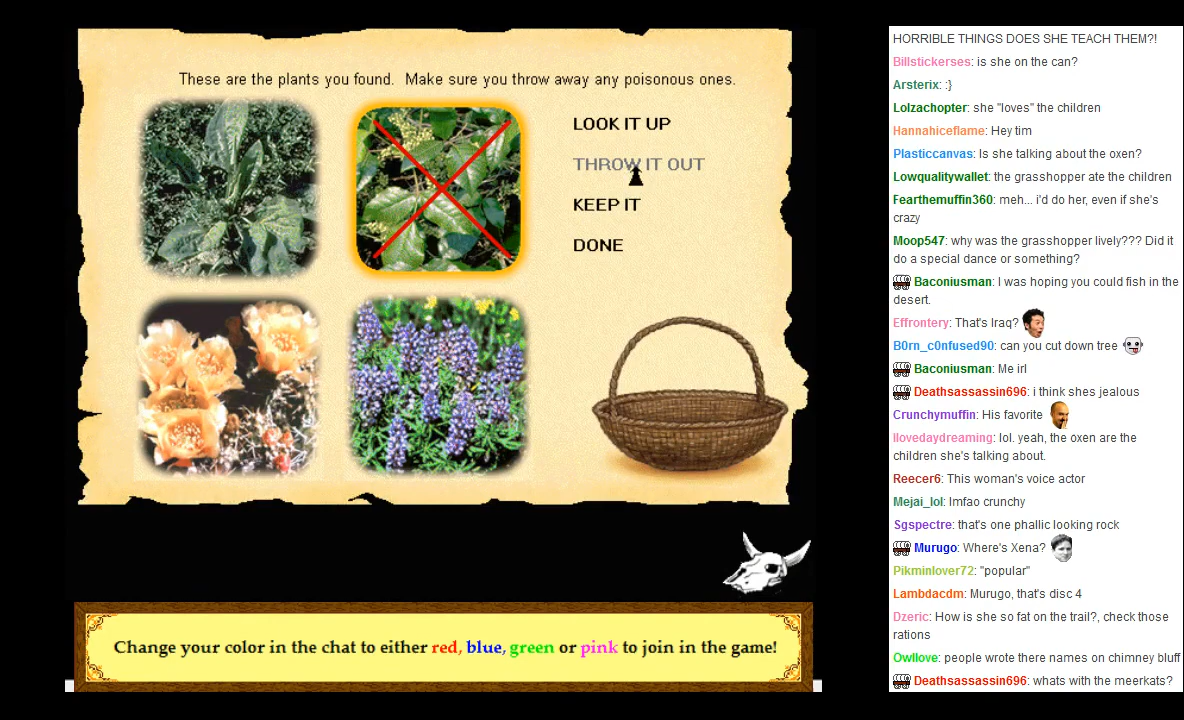 These are the plants you found.  Make sure you throw away any poisonous ones.
LOOK IT UP
THROW IT OUT
KEEP IT
DONE
Change your color in the chat to either red, blue, green or pink to join in the game!
HORRIBLE THINGS DOES SHE TEACH THEM?!
Billstickerses: is she on the can?
Arsterix: :}
Lolzachopter: she "loves" the children
Hannahiceflame: Hey tim
Plasticcanvas: Is she talking about the oxen?
Lowqualitywallet: the grasshopper ate the children
Fearthemuffin360: meh... i'd do her, even if she's
crazy
Moop547: why was the grasshopper lively??? Did it
do a special dance or something?
Baconiusman: I was hoping you could fish in the
desert.
Effrontery: That's Iraq?
B0rn_c0nfused90: can you cut down tree
Baconiusman: Me irl
Deathsassassin696: i think shes jealous
Crunchymuffin: His favorite
Ilovedaydreaming: lol. yeah, the oxen are the
children she's talking about.
Reecer6: This woman's voice actor
Mejai_lol: lmfao crunchy
Sgspectre: that's one phallic looking rock
Murugo: Where's Xena?
Pikminlover72: "popular"
Lambdacdm: Murugo, that's disc 4
Dzeric: How is she so fat on the trail?, check those
rations
Owllove: people wrote there names on chimney bluff
Deathsassassin696: whats with the meerkats?